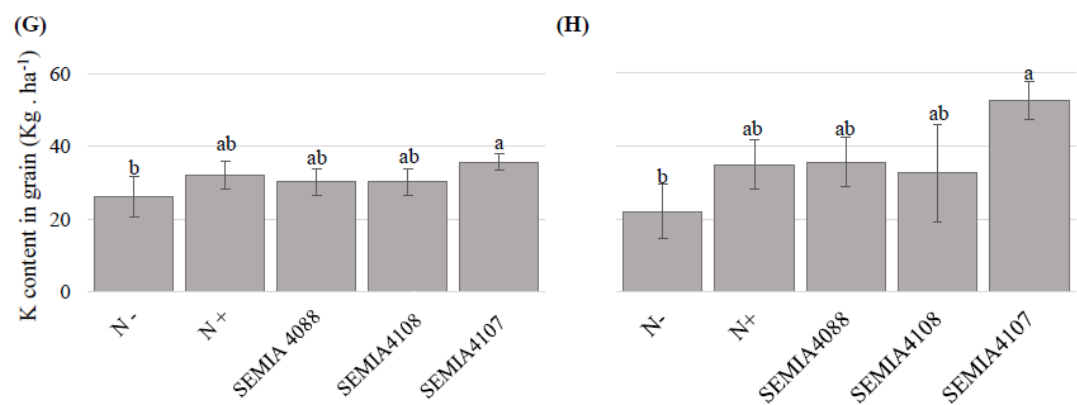 (G)
(H)
K content in grain (Kg . ha⁻¹)
60
40
20
0
b
ab
ab
ab
a
N -
N +
SEMIA 4088
SEMIA4108
SEMIA4107
b
ab
ab
ab
a
N-
N+
SEMIA4088
SEMIA4108
SEMIA4107